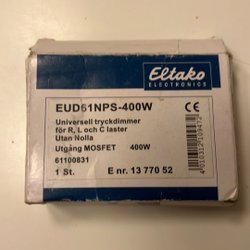 Eltako
ELECTRONICS
EUD61NPS-400W
Universell tryckdimmer
för R, L och C laster
Utan Nolla
Utgång MOSFET 400W
61100831
1 St. E nr. 13 770 52
CE
4010312109472